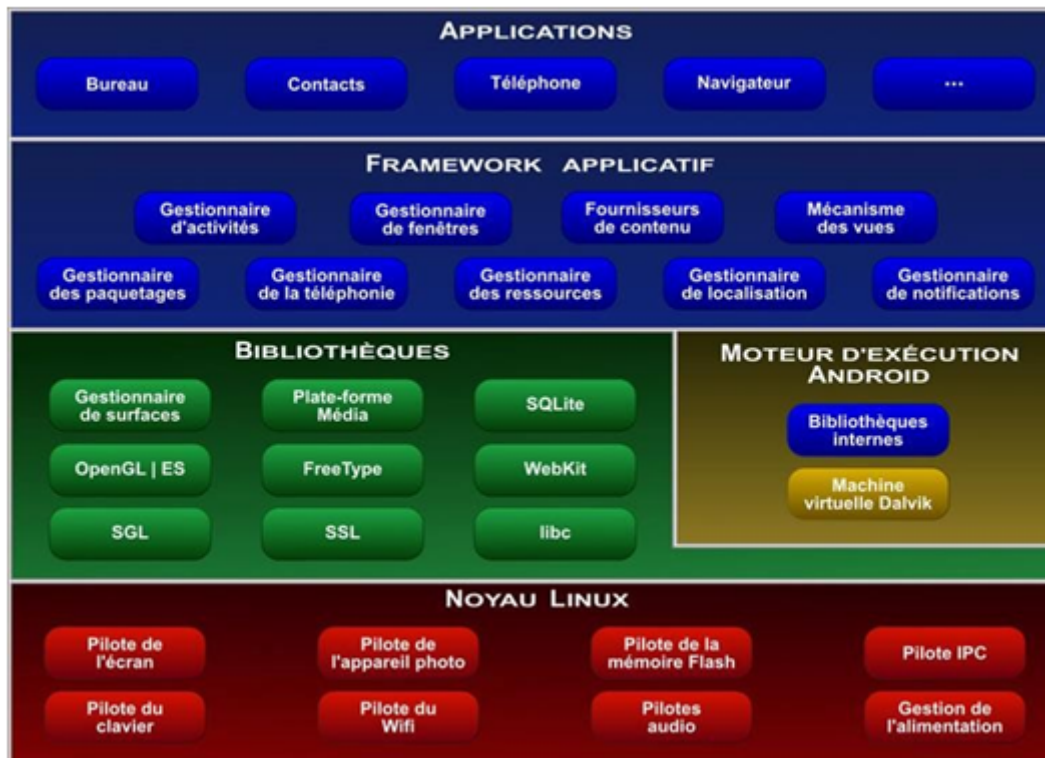 APPLICATIONS
Bureau
Contacts
Téléphone
Navigateur
...
FRAMEWORK APPLICATIF
Gestionnaire
d'activités
Gestionnaire
de fenêtres
Fournisseurs
de contenu
Mécanisme
des vues
Gestionnaire
des paquetages
Gestionnaire
de la téléphonie
Gestionnaire
des ressources
Gestionnaire
de localisation
Gestionnaire
de notifications
BIBLIOTHÈQUES
Gestionnaire
de surfaces
Plate-forme
Média
SQLite
OpenGL | ES
FreeType
WebKit
SGL
SSL
libc
MOTEUR D'EXÉCUTION
ANDROID
Bibliothèques
internes
Machine
virtuelle Dalvik
NOYAU LINUX
Pilote de
l'écran
Pilote de
l'appareil photo
Pilote de la
mémoire Flash
Pilote IPC
Pilote du
clavier
Pilote du
Wifi
Pilotes
audio
Gestion de
l'alimentation